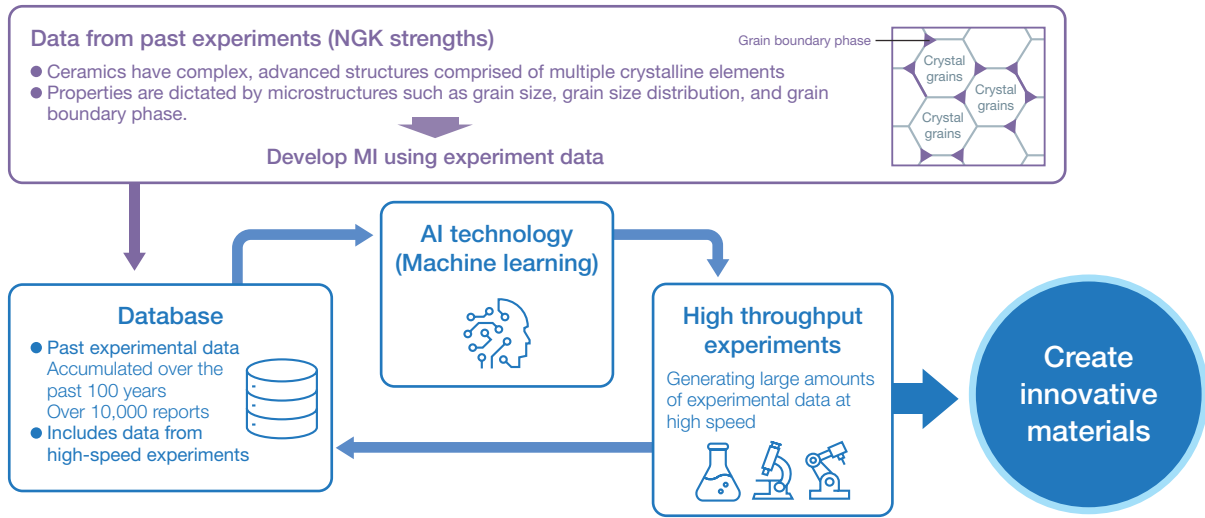 Data from past experiments (NGK strengths)
● Ceramics have complex, advanced structures comprised of multiple crystalline elements
● Properties are dictated by microstructures such as grain size, grain size distribution, and grain
boundary phase.
Develop MI using experiment data
Grain boundary phase
Crystal
grains
Crystal
grains
Crystal
grains
Database
● Past experimental data
Accumulated over the
past 100 years
Over 10,000 reports
● Includes data from
high-speed experiments
AI technology
(Machine learning)
High throughput
experiments
Generating large amounts
of experimental data at
high speed
Create
innovative
materials